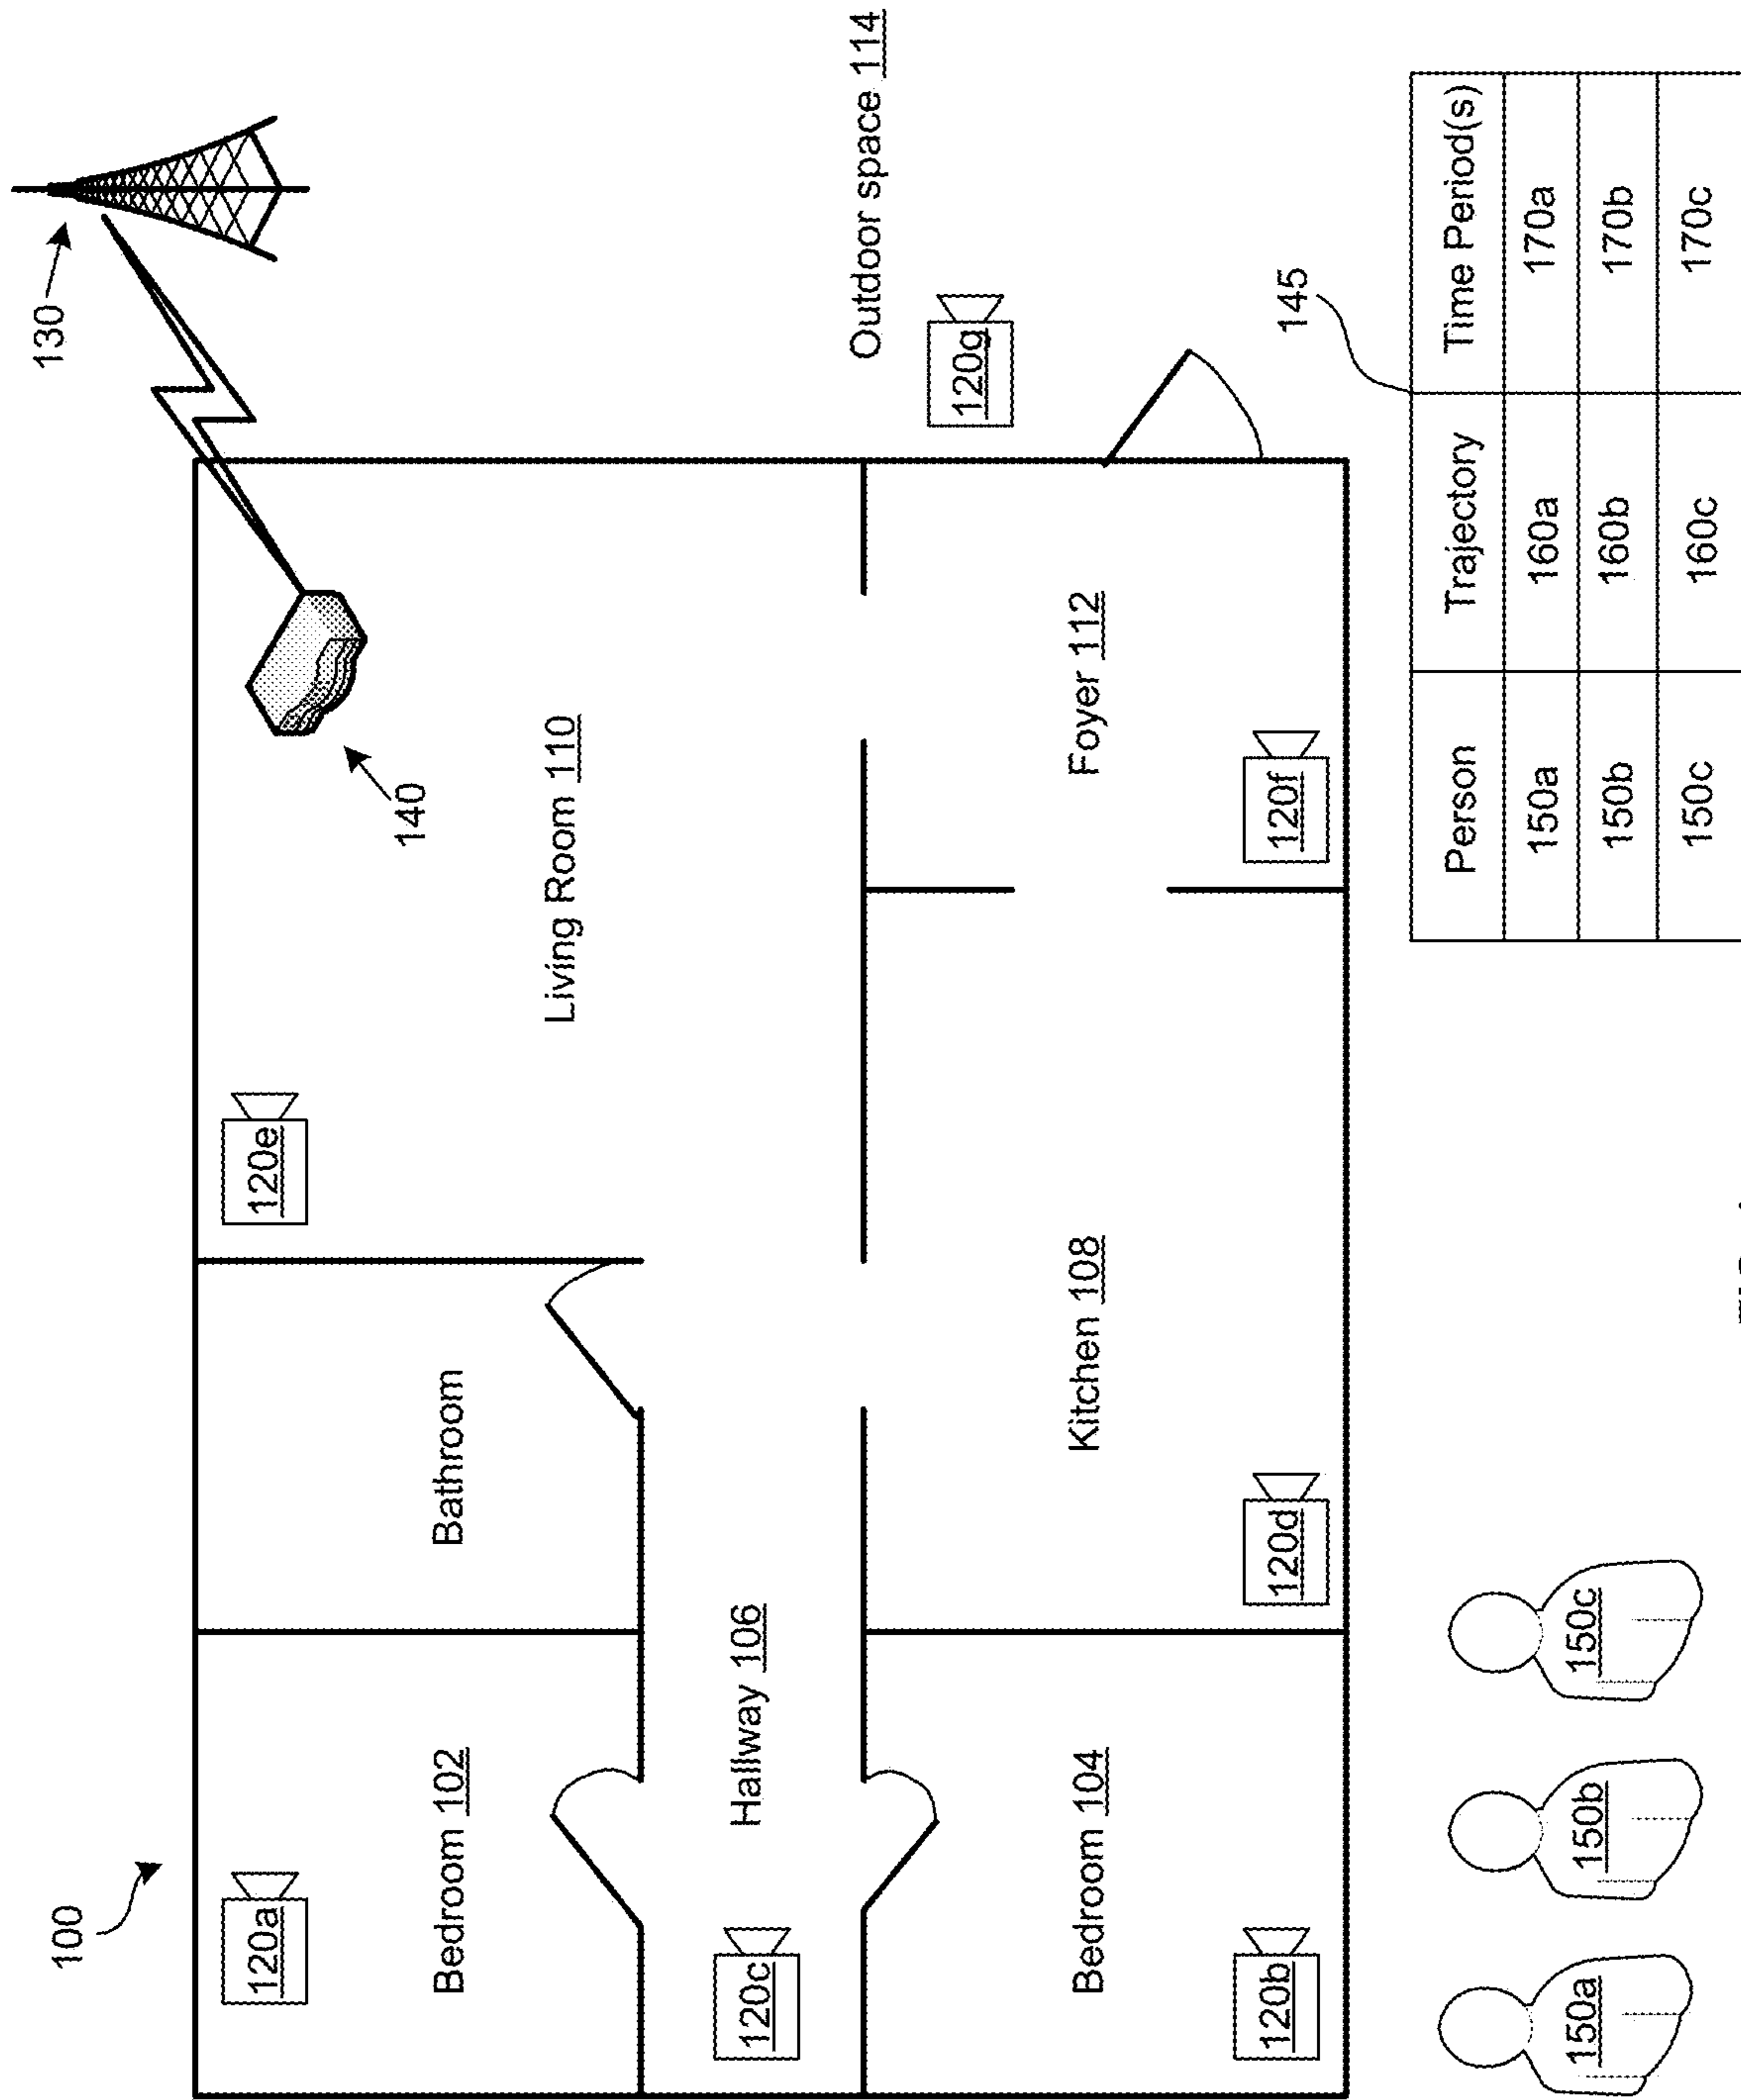 100
130
120a
Bedroom 102
Bathroom
120e
140
Living Room 110
120c
Hallway 106
Outdoor space 114
120g
Bedroom 104
120b
Kitchen 108
120d
Foyer 112
120f
145
150a
150b
150c
Person Trajectory Time Period(s)
150a 160a 170a
150b 160b 170b
150c 160c 170c